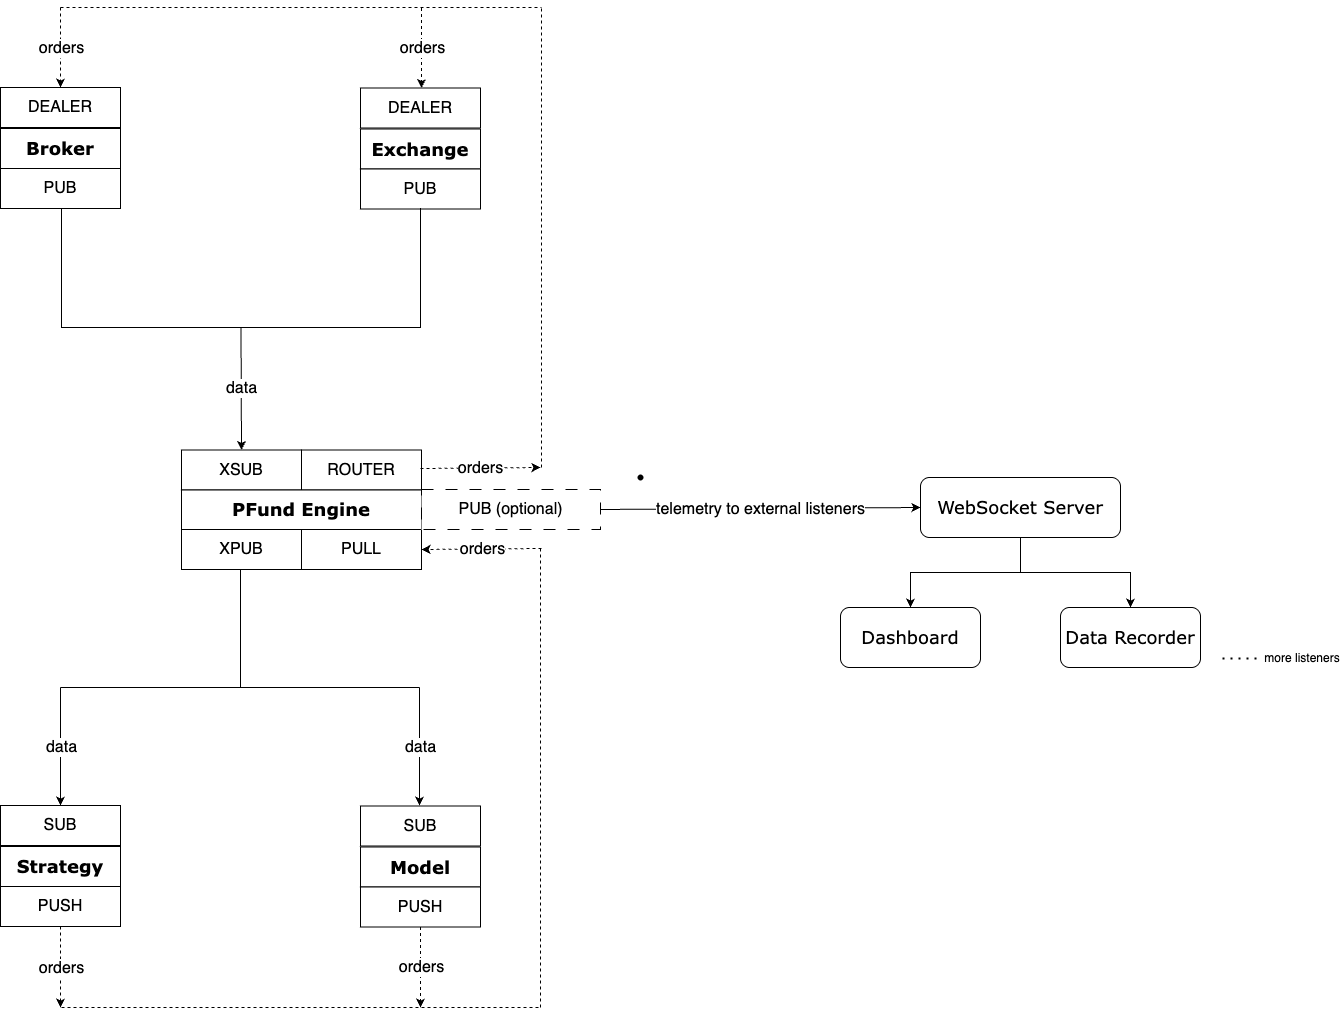 orders
orders
DEALER
Broker
PUB
DEALER
Exchange
PUB
data
XSUB
ROUTER
orders
PFund Engine
PUB (optional)
telemetry to external listeners
WebSocket Server
XPUB
PULL
orders
Dashboard
Data Recorder
more listeners
data
data
SUB
Strategy
PUSH
SUB
Model
PUSH
orders
orders